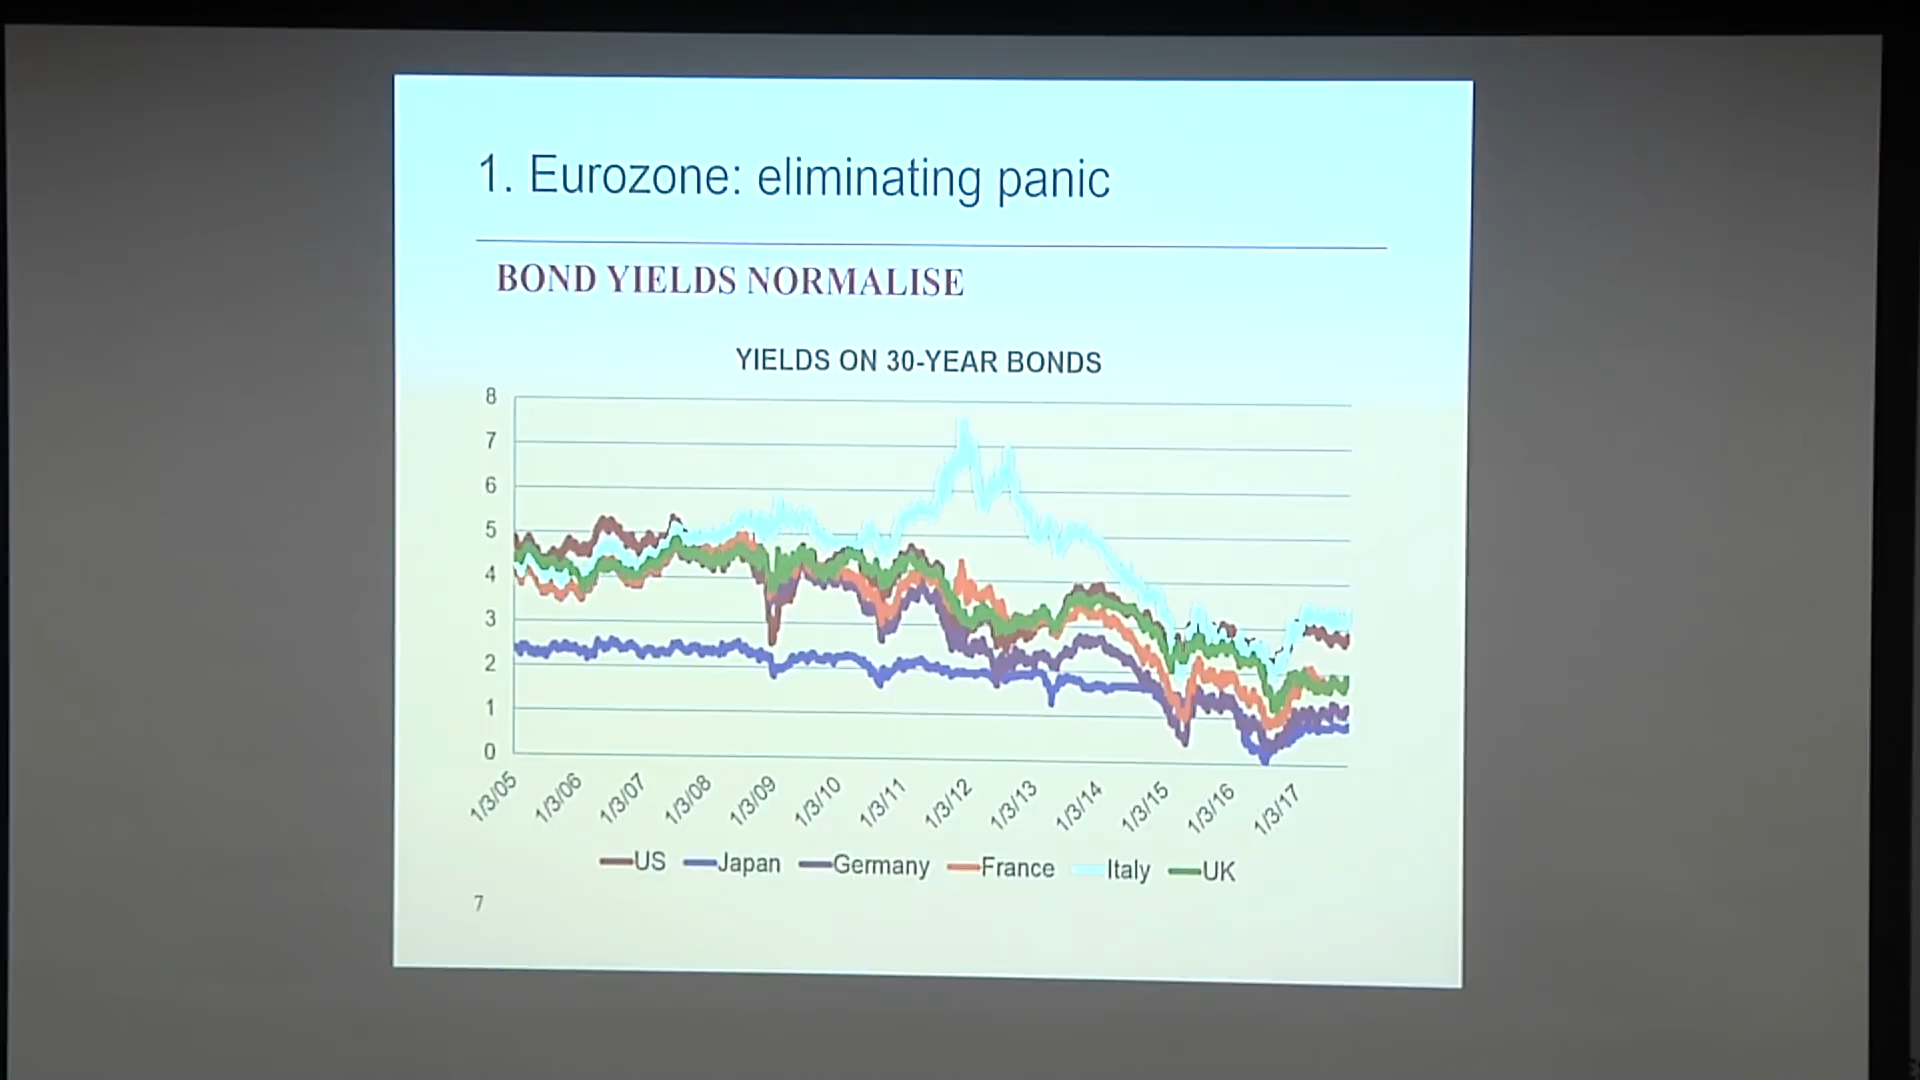 1. Eurozone: eliminating panic
BOND YIELDS NORMALISE
YIELDS ON 30-YEAR BONDS
8
7
6
5
4
3
2
1
0
1/3/05 1/3/06 1/3/07 1/3/08 1/3/09 1/3/10 1/3/11 1/3/12 1/3/13 1/3/14 1/3/15 1/3/16 1/3/17
US Japan Germany France Italy UK
7